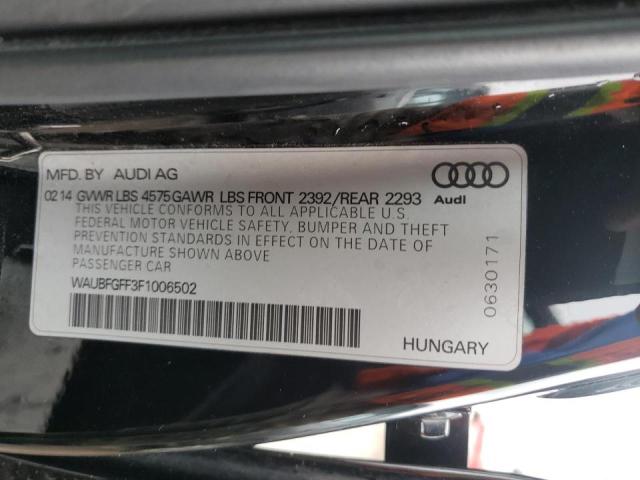 MFD. BY AUDI AG
02 14 GVWR LBS 4575 GAWR LBS FRONT 2392/REAR 2293
Audi
THIS VEHICLE CONFORMS TO ALL APPLICABLE U.S.
FEDERAL MOTOR VEHICLE SAFETY, BUMPER AND THEFT
PREVENTION STANDARDS IN EFFECT ON THE DATE OF
MANUFACTURE SHOWN ABOVE
PASSENGER CAR
WAUBFGFF3F1006502
0630171
HUNGARY